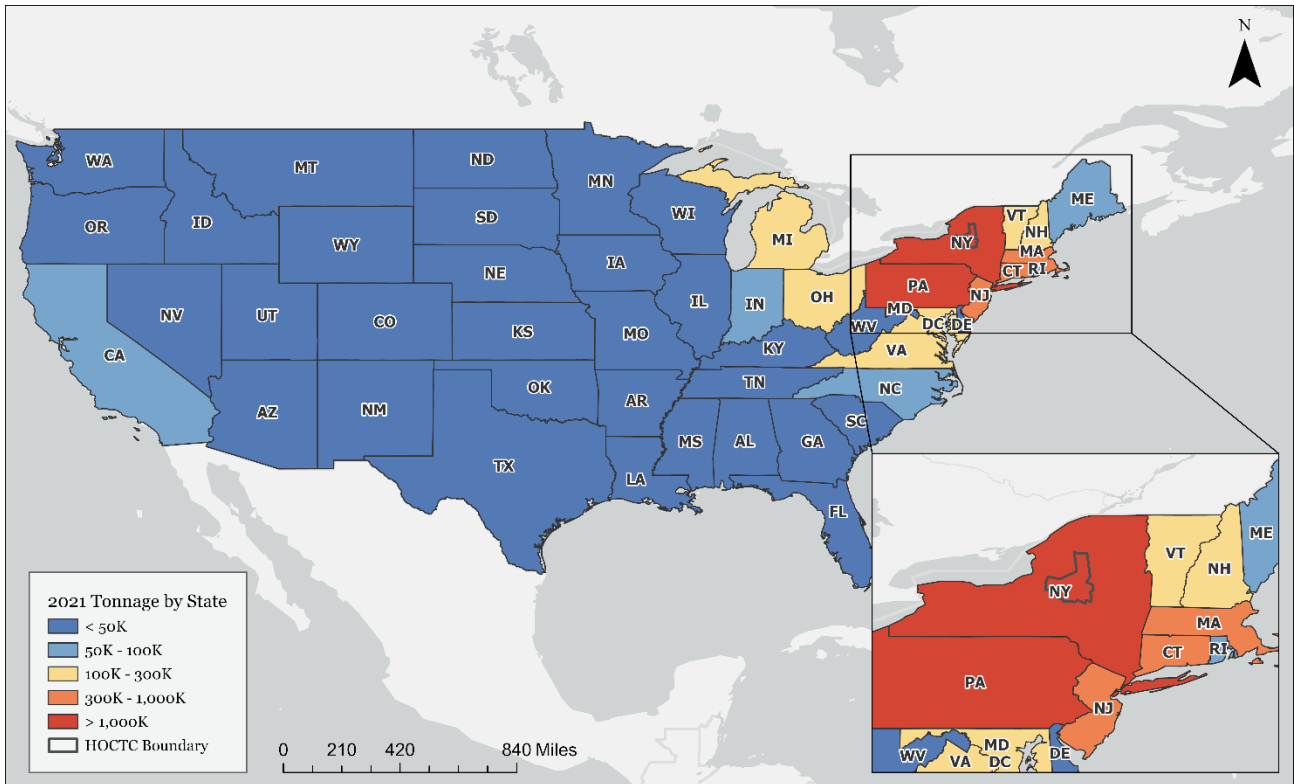 N
WA
MT
ND
MN
OR
ID
SD
WI
WY
MI
NE
IA
NV
UT
CO
KS
MO
IL
IN
OH
CA
KY
WV
VA
AZ
NM
OK
AR
TN
NC
TX
LA
MS
AL
GA
SC
FL
ME
VT
NH
NY
MA
CT
RI
PA
NJ
MD
DC
DE
2021 Tonnage by State
< 50K
50K - 100K
100K - 300K
300K - 1,000K
> 1,000K
HOCTC Boundary
0 210 420 840 Miles
ME
VT
NH
NY
MA
CT
RI
PA
NJ
MD
WV
VA
DC
DE